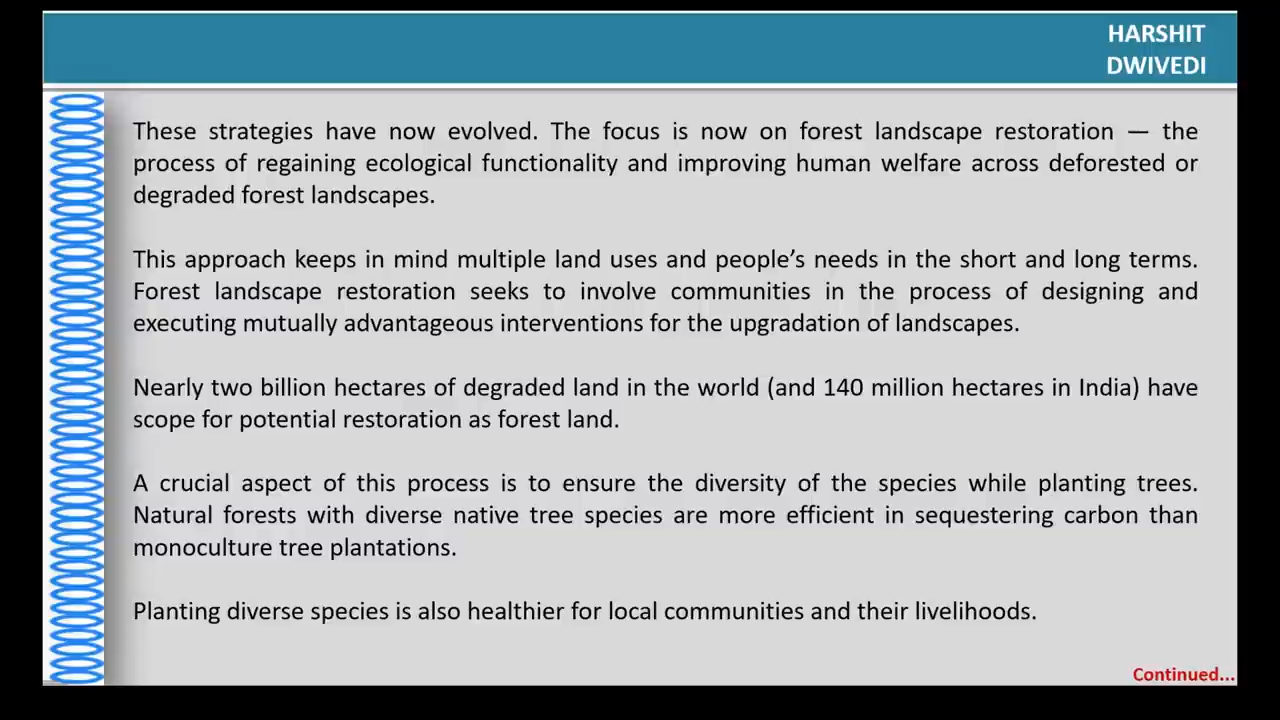 HARSHIT
DWIVEDI
These strategies have now evolved. The focus is now on forest landscape restoration — the
process of regaining ecological functionality and improving human welfare across deforested or
degraded forest landscapes.
This approach keeps in mind multiple land uses and people’s needs in the short and long terms.
Forest landscape restoration seeks to involve communities in the process of designing and
executing mutually advantageous interventions for the upgradation of landscapes.
Nearly two billion hectares of degraded land in the world (and 140 million hectares in India) have
scope for potential restoration as forest land.
A crucial aspect of this process is to ensure the diversity of the species while planting trees.
Natural forests with diverse native tree species are more efficient in sequestering carbon than
monoculture tree plantations.
Planting diverse species is also healthier for local communities and their livelihoods.
Continued...